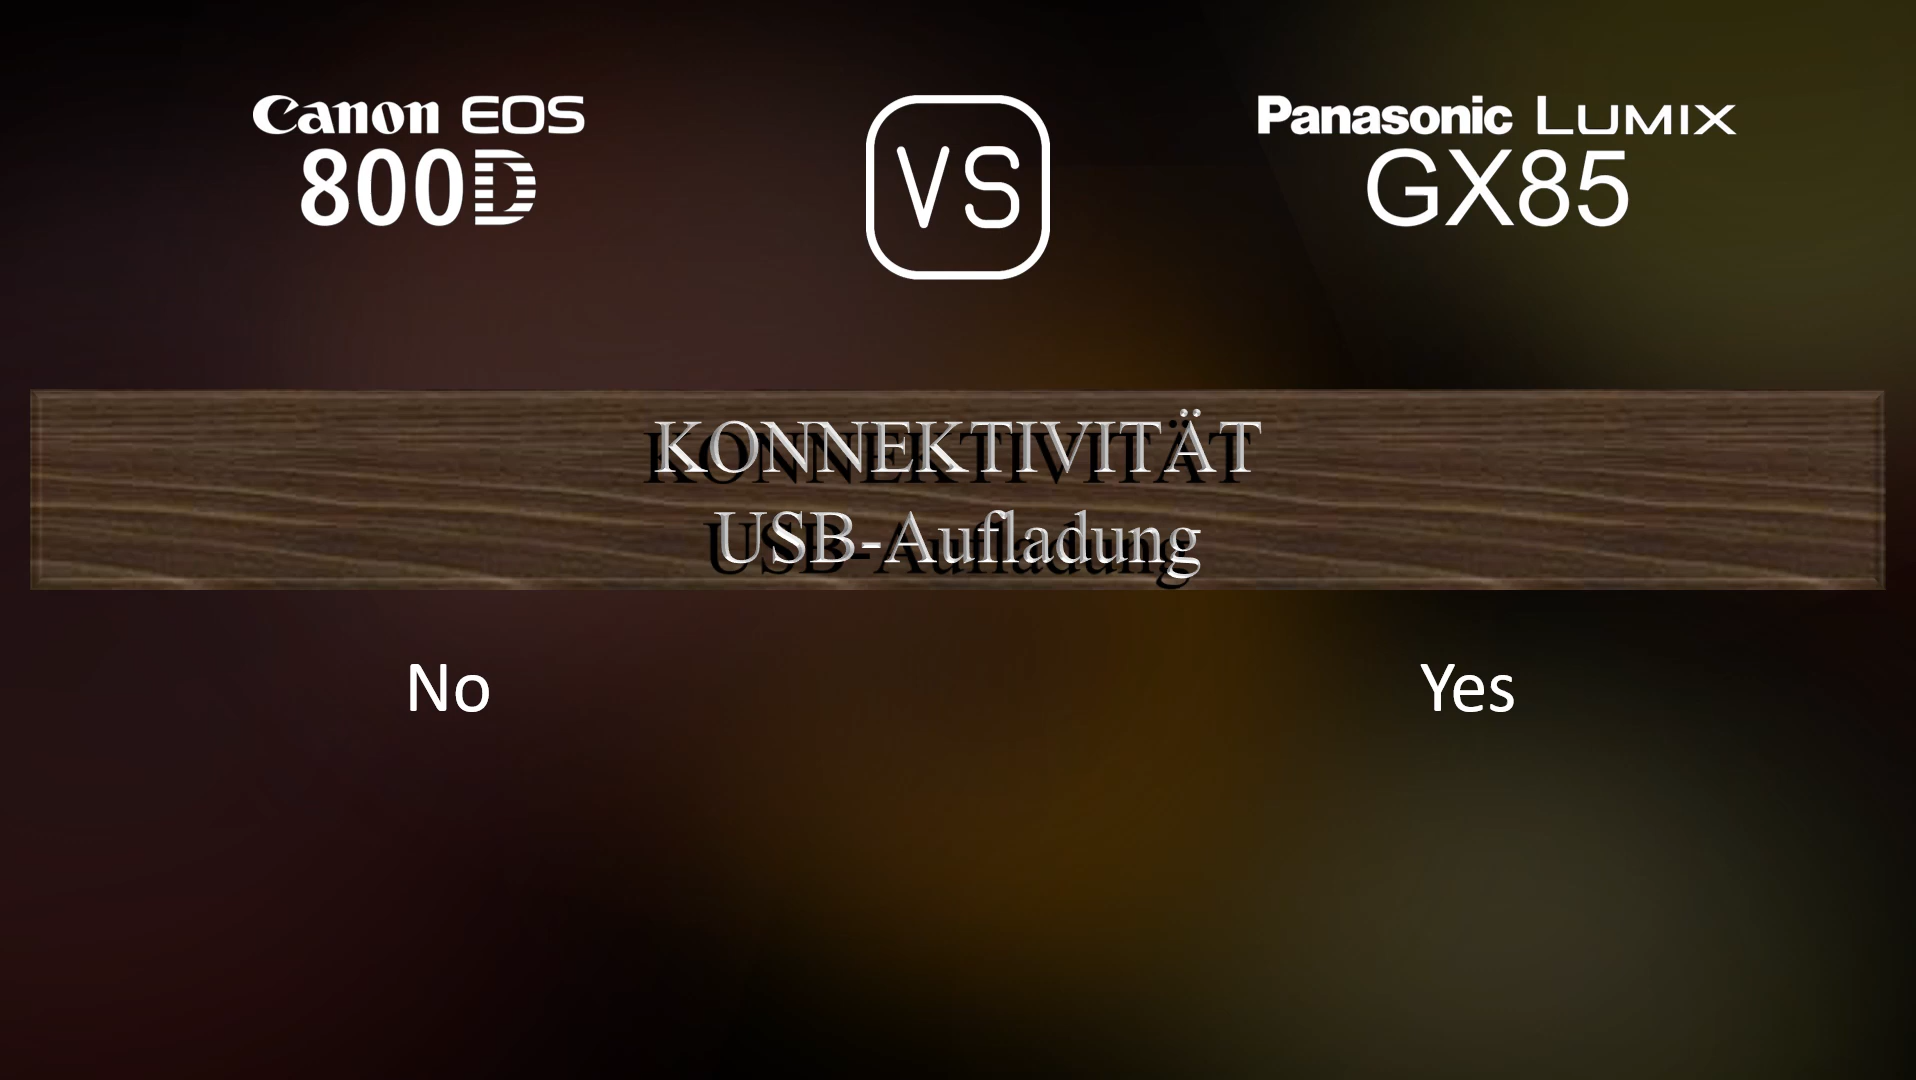 Canon EOS
800D
VS
Panasonic LUMIX
GX85
KONNEKTIVITÄT
USB-Aufladung
No
Yes